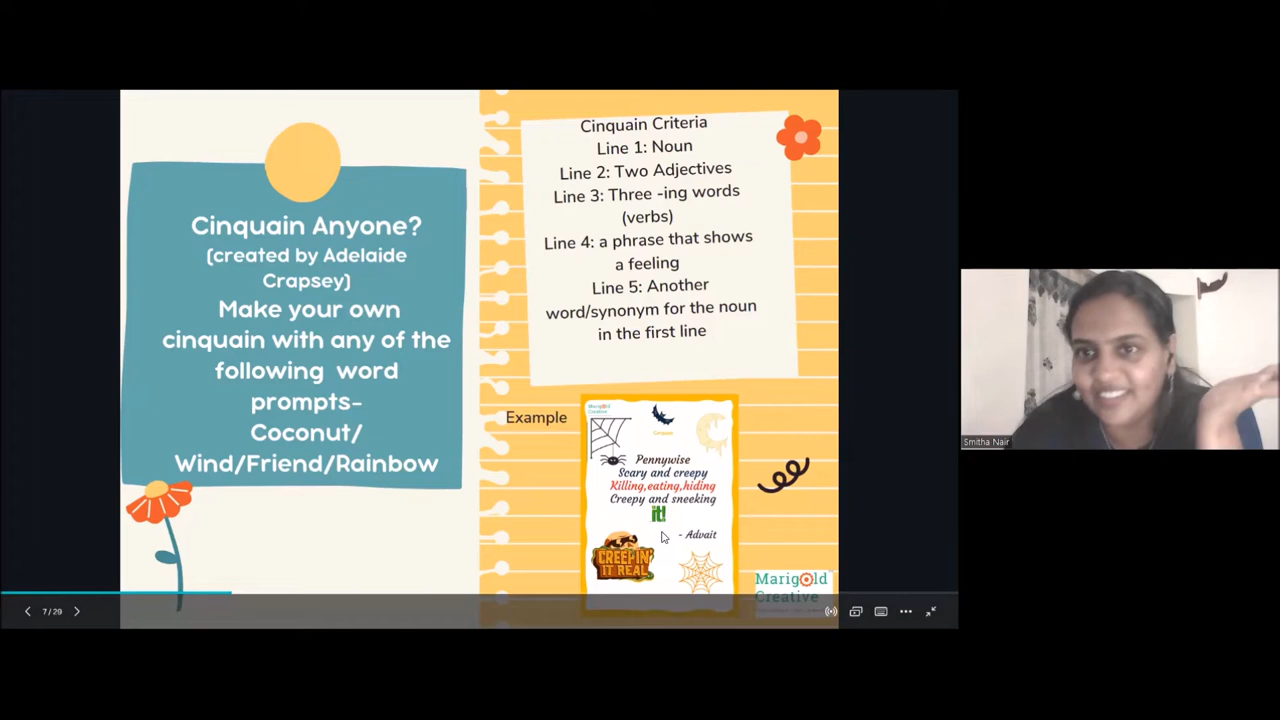 Cinquain Anyone?
(created by Adelaide
Crapsey)
Make your own
cinquain with any of the
following word
prompts-
Coconut/
Wind/Friend/Rainbow
Cinquain Criteria
Line 1: Noun
Line 2: Two Adjectives
Line 3: Three -ing words
(verbs)
Line 4: a phrase that shows
a feeling
Line 5: Another
word/synonym for the noun
in the first line
Example
Marigold
Creative
Cinquain
Pennywise
Scary and creepy
Killing,eating,hiding
Creepy and sneeking
it!
- Advait
CREEPIN'
IT REAL
Marigold
Creative
7/29
Smitha Nair